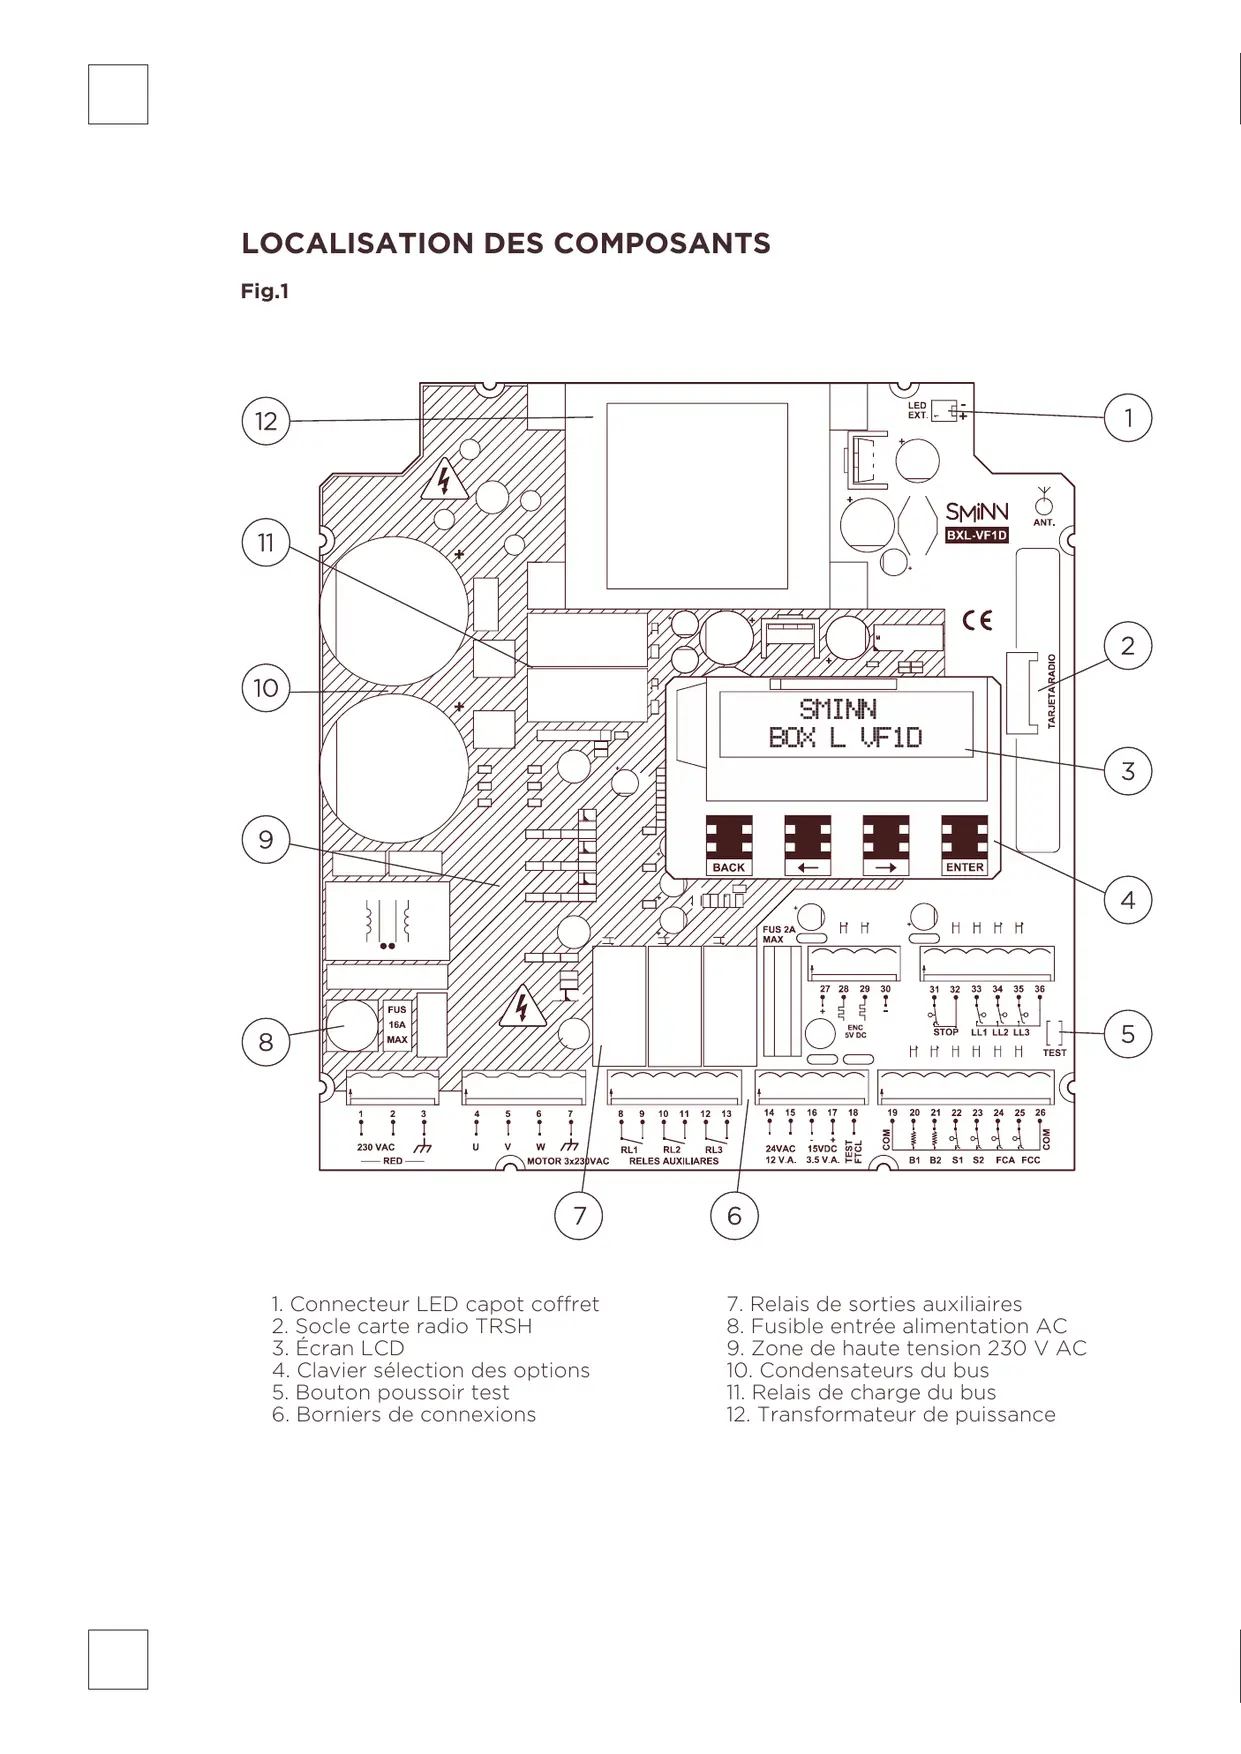 LOCALISATION DES COMPOSANTS
Fig.1
12
1
LED
EXT.
-
+
SMiNN
BXL-VF1D
ANT.
11
CE
2
TARJETA RADIO
10
SMINN
BOX L VF1D
3
9
BACK
←
→
ENTER
4
FUS 2A
MAX
27 28 29 30
+ -
ENC
5V DC
31 32 33 34 35 36
STOP LL1 LL2 LL3
8
FUS
16A
MAX
5
TEST
1 2 3
230 VAC
RED
4 5 6 7
U V W
MOTOR 3x230VAC
8 9 10 11 12 13
RL1 RL2 RL3
RELES AUXILIARES
14 15 16 17 18
- +
24VAC 15VDC
12 V.A. 3.5 V.A.
TEST
FTCL
19 20 21 22 23 24 25 26
COM
COM
B1 B2 S1 S2 FCA FCC
7
6
1. Connecteur LED capot coffret
2. Socle carte radio TRSH
3. Écran LCD
4. Clavier sélection des options
5. Bouton poussoir test
6. Borniers de connexions
7. Relais de sorties auxiliaires
8. Fusible entrée alimentation AC
9. Zone de haute tension 230 V AC
10. Condensateurs du bus
11. Relais de charge du bus
12. Transformateur de puissance